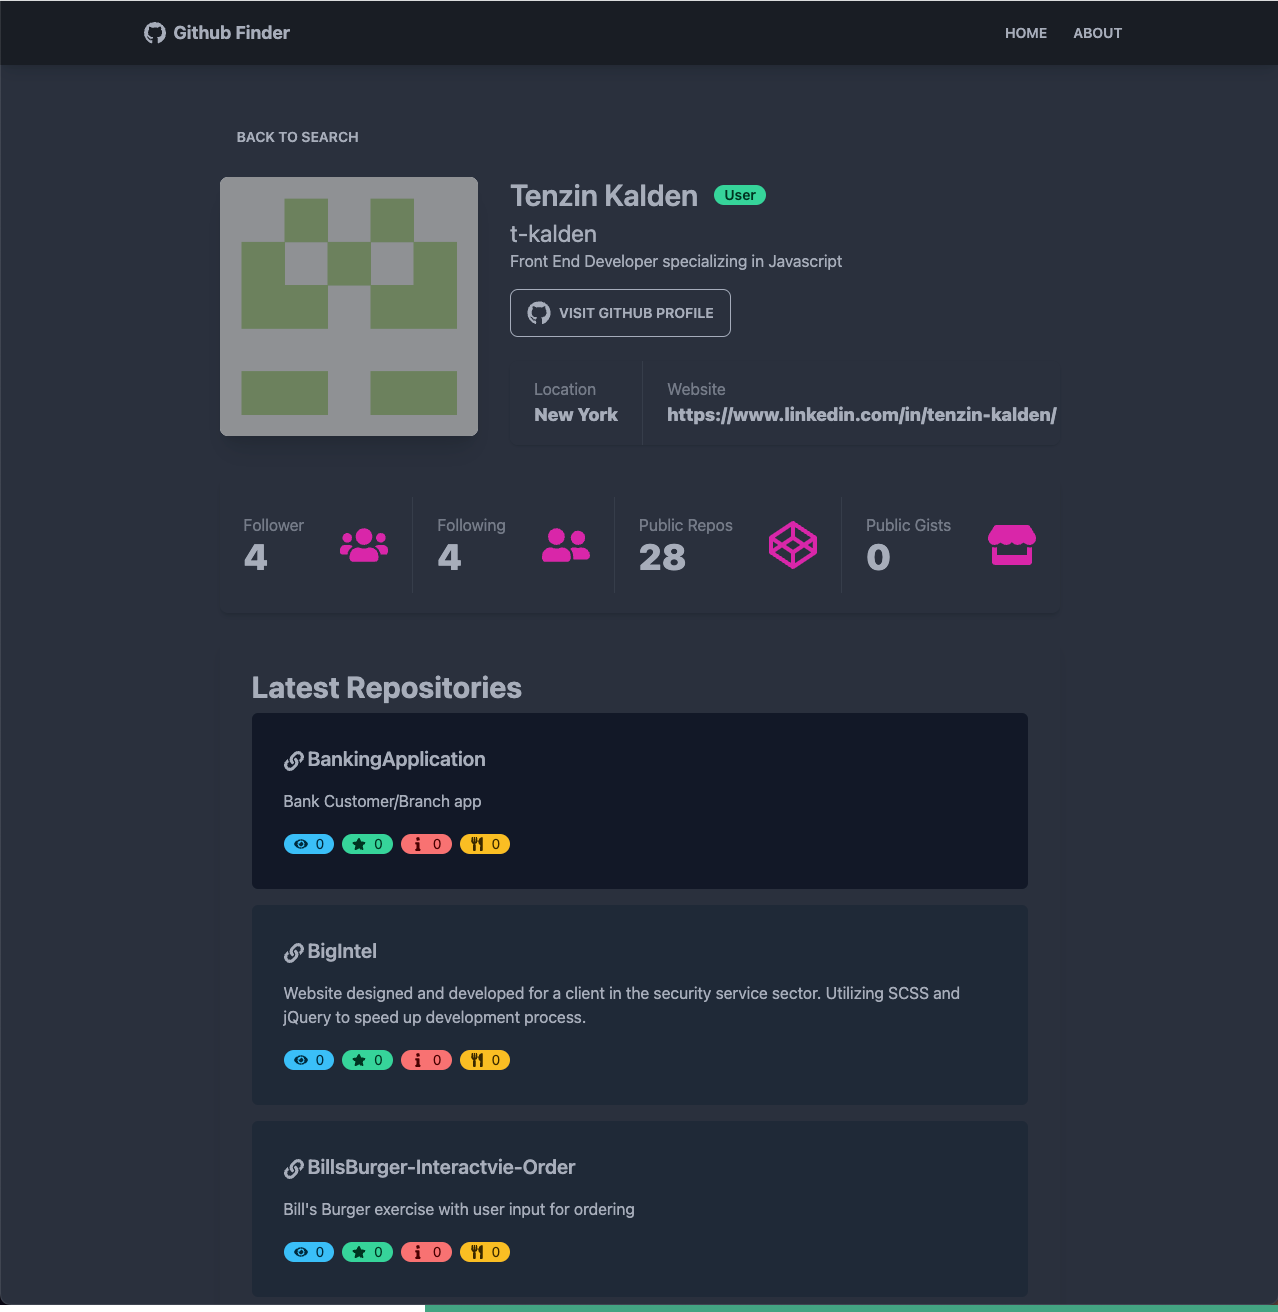 Github Finder
HOME
ABOUT
BACK TO SEARCH
Tenzin Kalden
User
t-kalden
Front End Developer specializing in Javascript
VISIT GITHUB PROFILE
Location
New York
Website
https://www.linkedin.com/in/tenzin-kalden/
Follower
4
Following
4
Public Repos
28
Public Gists
0
Latest Repositories
BankingApplication
Bank Customer/Branch app
0 0 0 0
BigIntel
Website designed and developed for a client in the security service sector. Utilizing SCSS and
jQuery to speed up development process.
0 0 0 0
BillsBurger-Interactvie-Order
Bill's Burger exercise with user input for ordering
0 0 0 0